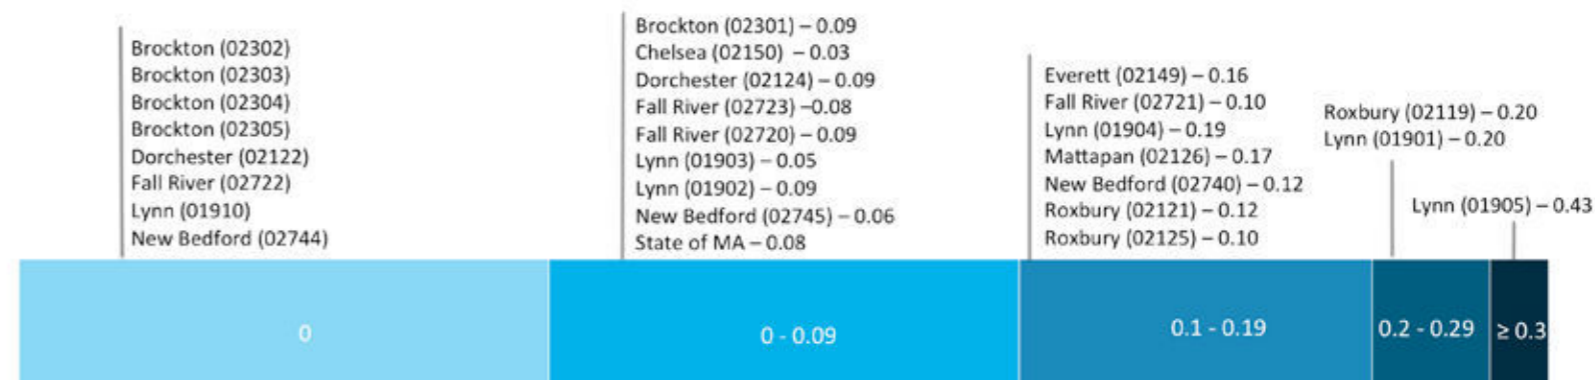 Brockton (02302)
Brockton (02303)
Brockton (02304)
Brockton (02305)
Dorchester (02122)
Fall River (02722)
Lynn (01910)
New Bedford (02744)
Brockton (02301) – 0.09
Chelsea (02150) – 0.03
Dorchester (02124) – 0.09
Fall River (02723) –0.08
Fall River (02720) – 0.09
Lynn (01903) – 0.05
Lynn (01902) – 0.09
New Bedford (02745) – 0.06
State of MA – 0.08
Everett (02149) – 0.16
Fall River (02721) – 0.10
Lynn (01904) – 0.19
Mattapan (02126) – 0.17
New Bedford (02740) – 0.12
Roxbury (02121) – 0.12
Roxbury (02125) – 0.10
Roxbury (02119) – 0.20
Lynn (01901) – 0.20
Lynn (01905) – 0.43
0
0 - 0.09
0.1 - 0.19
0.2 - 0.29
≥ 0.3